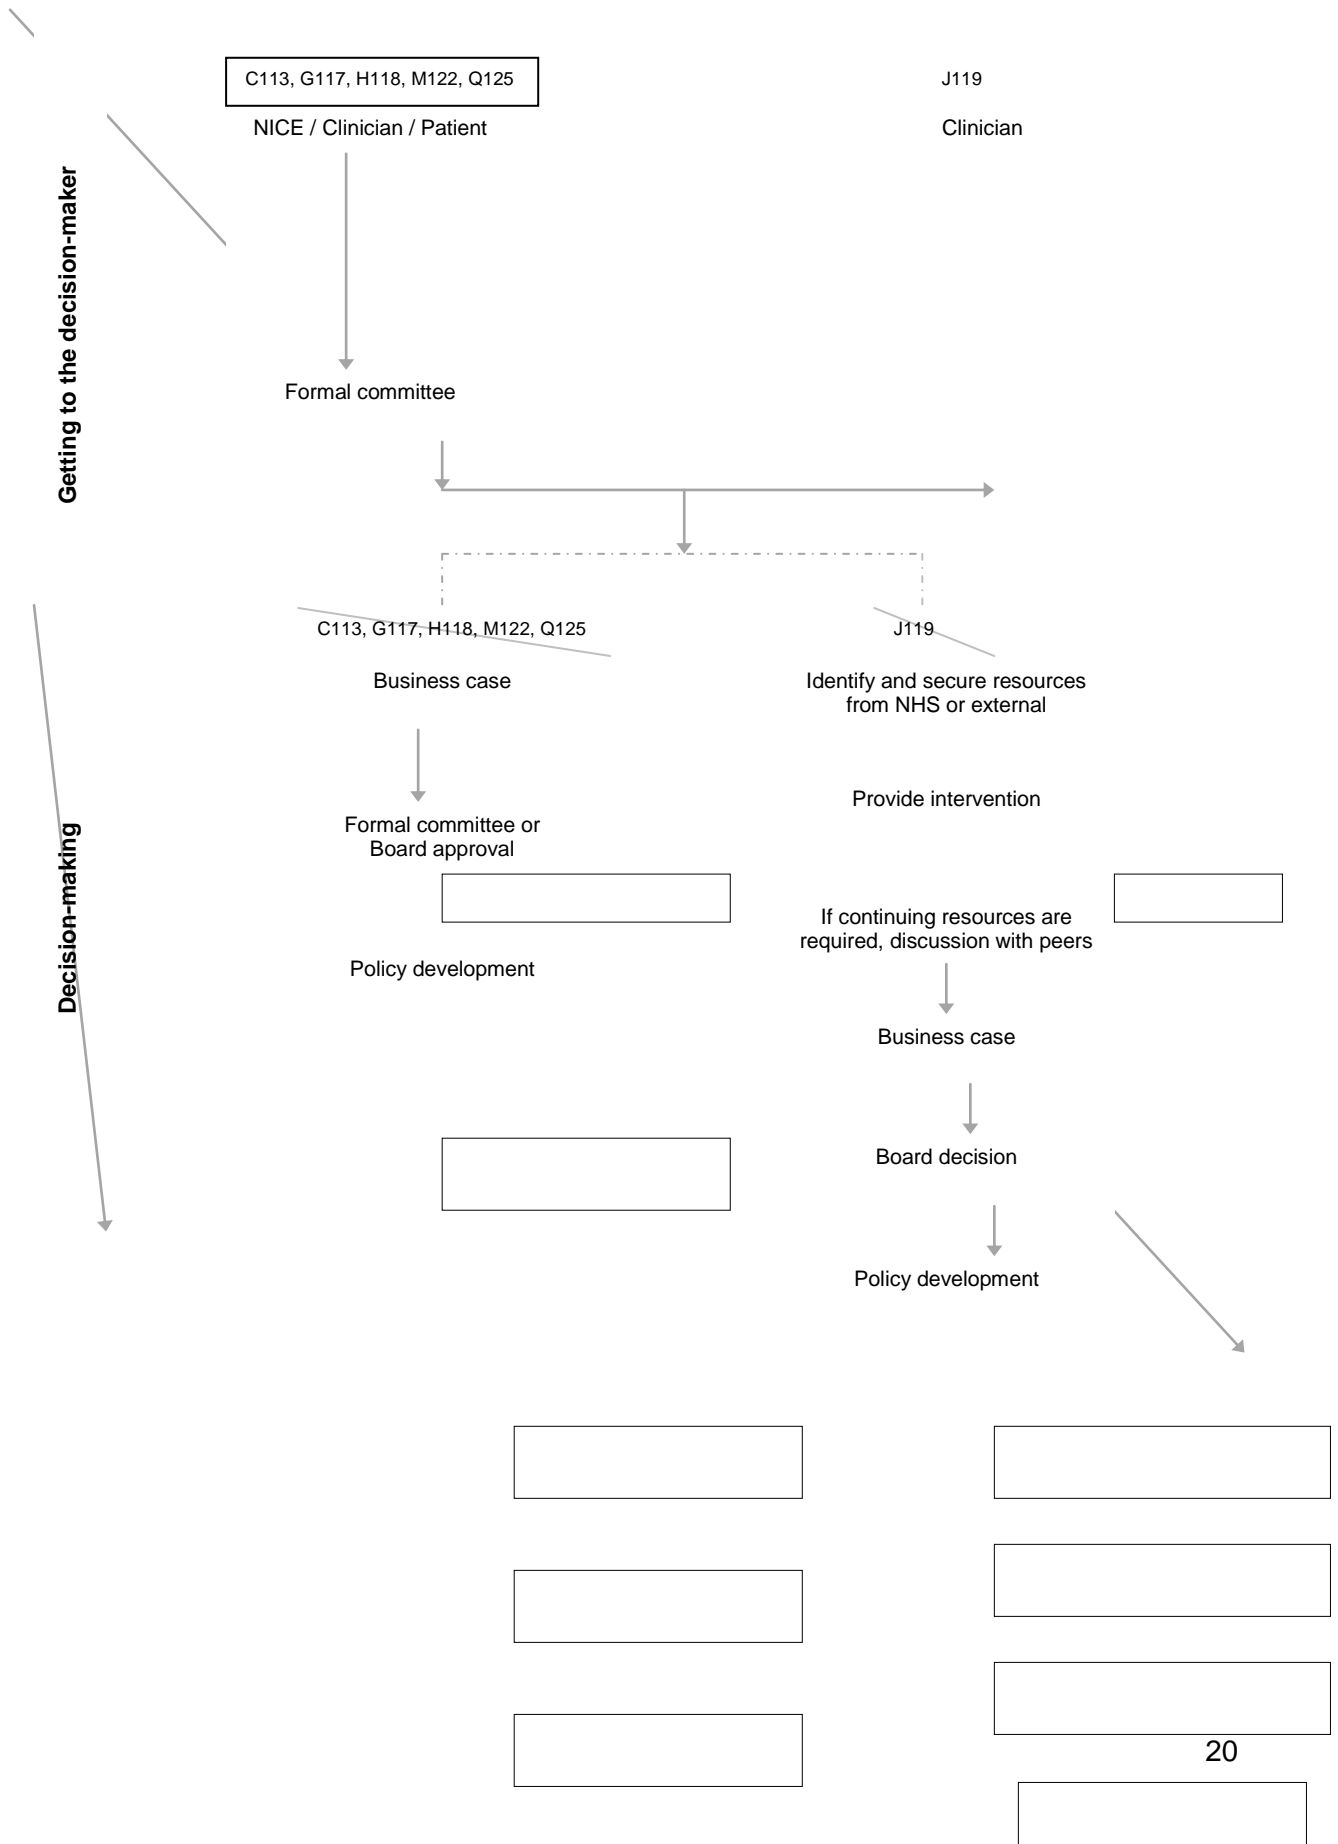 C113, G117, H118, M122, Q125
J119
NICE / Clinician / Patient
Clinician
Getting to the decision-maker
Formal committee
C113, G117, H118, M122, Q125
Business case
Formal committee or
Board approval
Policy development
J119
Identify and secure resources
from NHS or external
Provide intervention
If continuing resources are
required, discussion with peers
Business case
Board decision
Policy development
Decision-making
20